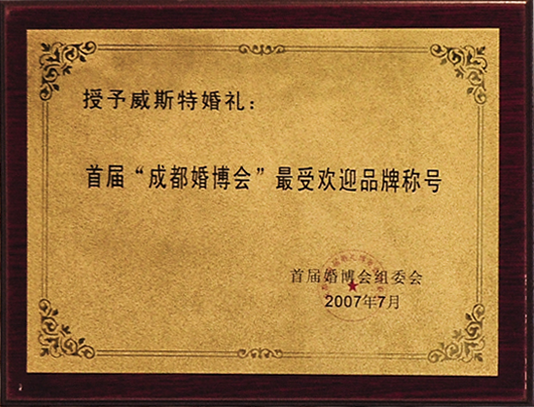 授予威斯特婚礼：
首届“成都婚博会”最受欢迎品牌称号
首届婚博会组委会
2007年7月